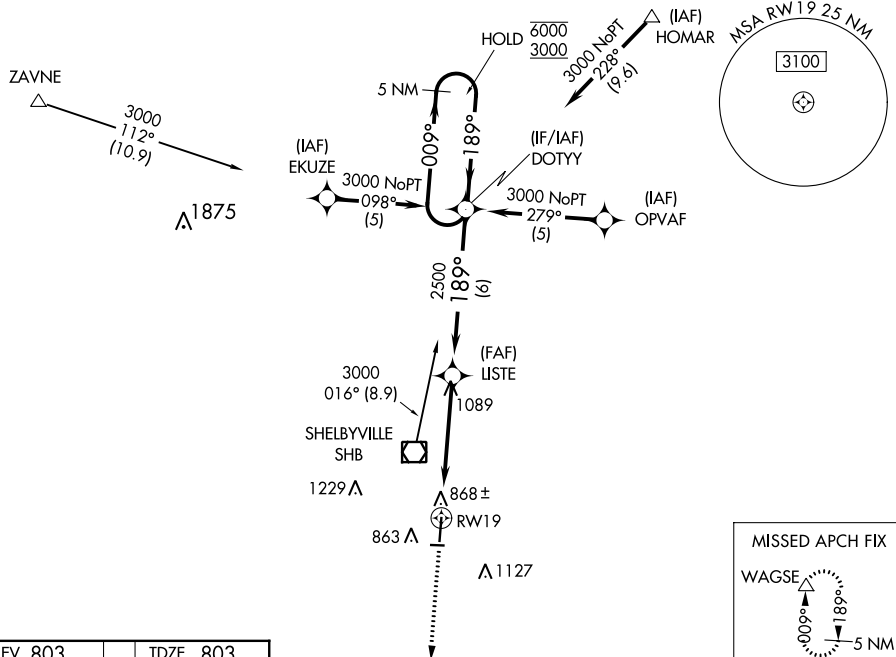 ZAVNE
3000
112°
(10.9)
1875
(IAF)
EKUZE
3000 NoPT
098°
(5)
HOLD 6000
3000
5 NM
009°
189°
(IAF)
HOMAR
3000 NoPT
228°
(9.6)
MSA RW19 25 NM
3100
(IF/IAF)
DOTYY
3000 NoPT
279°
(5)
(IAF)
OPVAF
2500
189°
(6)
(FAF)
LISTE
1089
3000
016° (8.9)
SHELBYVILLE
SHB
1229
868 ±
RW19
863
1127
MISSED APCH FIX
WAGSE
009°
189°
5 NM
EV 803
TDZE 803